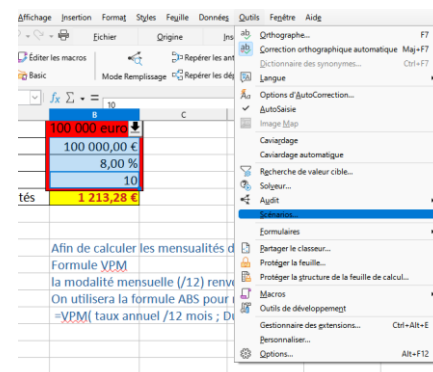 Affichage Insertion Format Styles Feuille Données Outils Fenêtre Aide
Fichier Origine Ins
Éditer les macros Repérer les ant
Basic Mode Remplissage Repérer les dép
fx Σ = 10
B C
100 000 euro
100 000,00 €
8,00 %
10
tés 1 213,28 €
Afin de calculer les mensualités d
Formule VPM
la modalité mensuelle (/12) renv
On utilisera la formule ABS pour
=VPM( taux annuel /12 mois ; Du
Orthographe... F7
Correction orthographique automatique Maj+F7
Dictionnaire des synonymes... Ctrl+F7
Langue
Options d'AutoCorrection...
AutoSaisie
Image Map
Caviardage
Caviardage automatique
Recherche de valeur cible...
Solveur...
Audit
Scénarios...
Formulaires
Partager le classeur...
Protéger la feuille...
Protéger la structure de la feuille de calcul...
Macros
Outils de développement
Gestionnaire des extensions... Ctrl+Alt+E
Personnaliser...
Options... Alt+F12